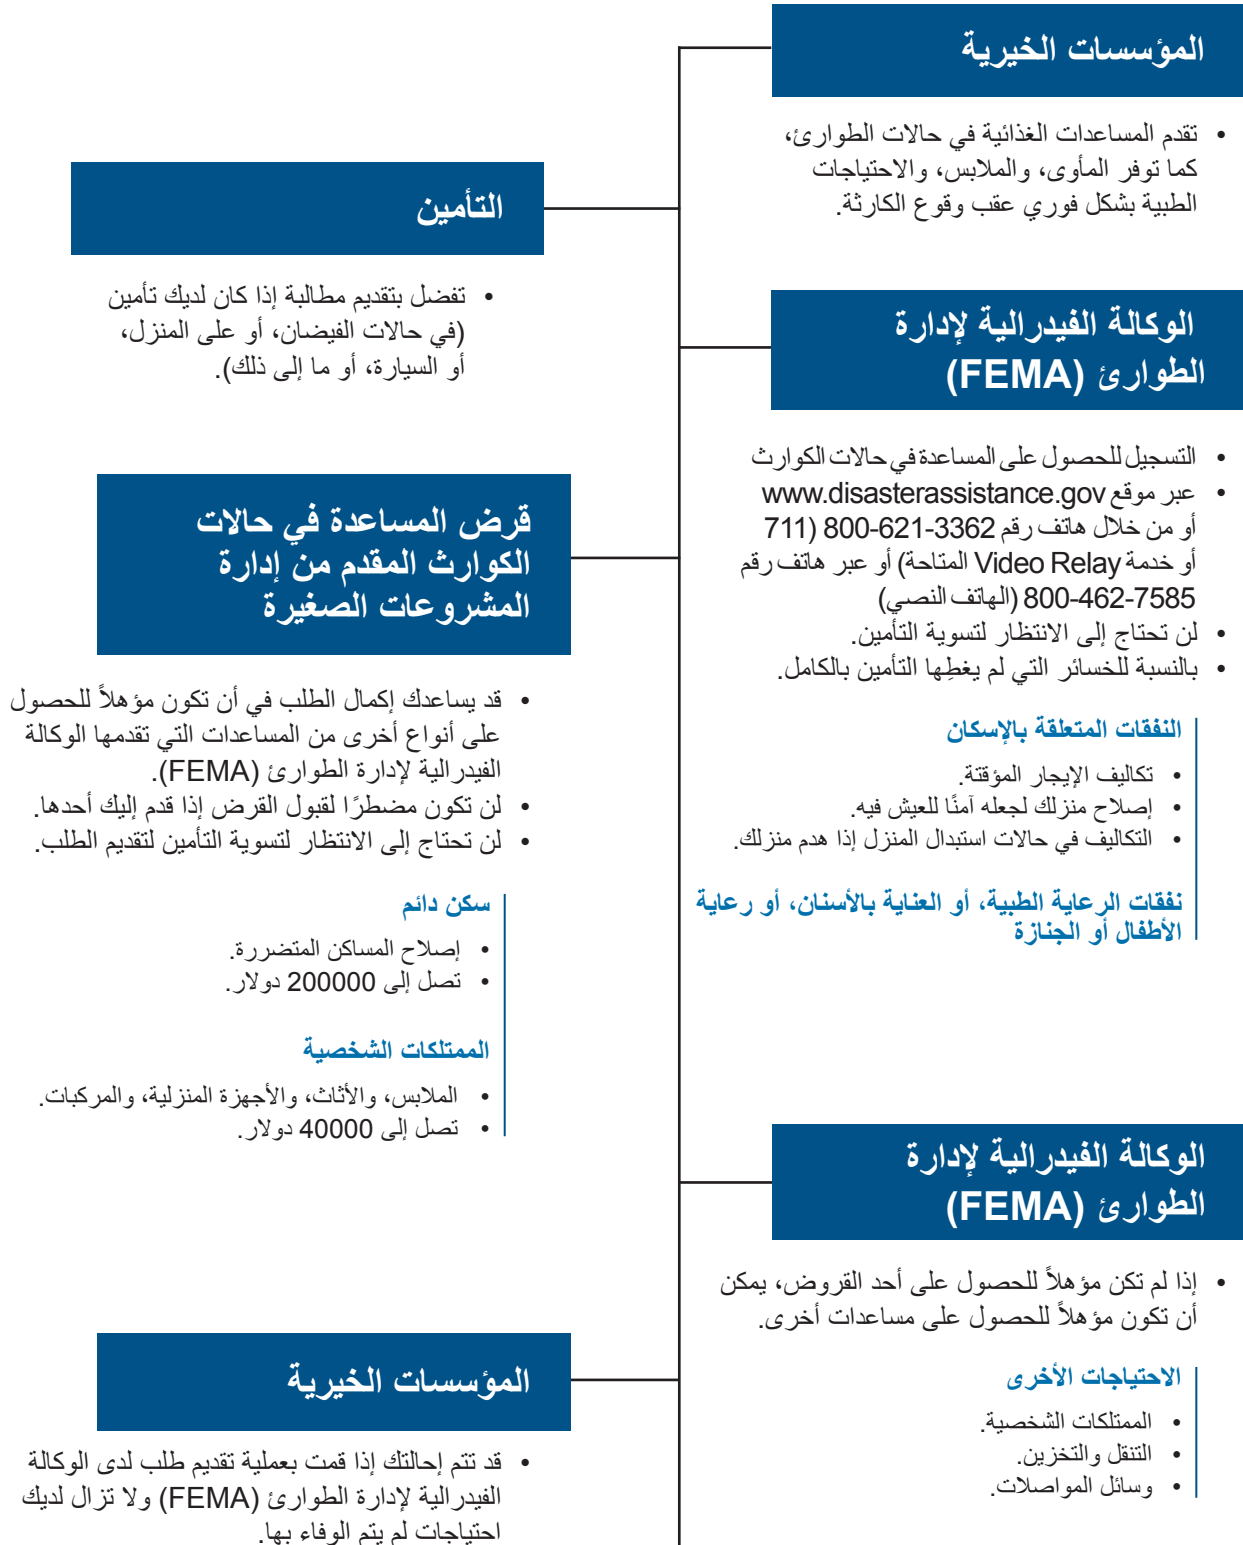 المؤسسات الخيرية
• تقدم المساعدات الغذائية في حالات الطوارئ،
كما توفر المأوى، والملابس، والاحتياجات
الطبية بشكل فوري عقب وقوع الكارثة.
التأمين
• تفضل بتقديم مطالبة إذا كان لديك تأمين
(في حالات الفيضان، أو على المنزل،
أو السيارة، أو ما إلى ذلك).
الوكالة الفيدرالية لإدارة
الطوارئ (FEMA)
• التسجيل للحصول على المساعدة في حالات الكوارث
• عبر موقع www.disasterassistance.gov
أو من خلال هاتف رقم 800-621-3362 (711
أو خدمة Video Relay المتاحة) أو عبر هاتف رقم
800-462-7585 (الهاتف النصي)
• لن تحتاج إلى الانتظار لتسوية التأمين.
• بالنسبة للخسائر التي لم يغطِها التأمين بالكامل.
النفقات المتعلقة بالإسكان
• تكاليف الإيجار المؤقتة.
• إصلاح منزلك لجعله آمنًا للعيش فيه.
• التكاليف في حالات استبدال المنزل إذا هدم منزلك.
نفقات الرعاية الطبية، أو العناية بالأسنان، أو رعاية
الأطفال أو الجنازة
قرض المساعدة في حالات
الكوارث المقدم من إدارة
المشروعات الصغيرة
• قد يساعدك إكمال الطلب في أن تكون مؤهلاً للحصول
على أنواع أخرى من المساعدات التي تقدمها الوكالة
الفيدرالية لإدارة الطوارئ (FEMA).
• لن تكون مضطرًا لقبول القرض إذا قدم إليك أحدها.
• لن تحتاج إلى الانتظار لتسوية التأمين لتقديم الطلب.
سكن دائم
• إصلاح المساكن المتضررة.
• تصل إلى 200000 دولار.
الممتلكات الشخصية
• الملابس، والأثاث، والأجهزة المنزلية، والمركبات.
• تصل إلى 40000 دولار.
الوكالة الفيدرالية لإدارة
الطوارئ (FEMA)
• إذا لم تكن مؤهلاً للحصول على أحد القروض، يمكن
أن تكون مؤهلاً للحصول على مساعدات أخرى.
الاحتياجات الأخرى
• الممتلكات الشخصية.
• التنقل والتخزين.
• وسائل المواصلات.
المؤسسات الخيرية
• قد تتم إحالتك إذا قمت بعملية تقديم طلب لدى الوكالة
الفيدرالية لإدارة الطوارئ (FEMA) ولا تزال لديك
احتياجات لم يتم الوفاء بها.